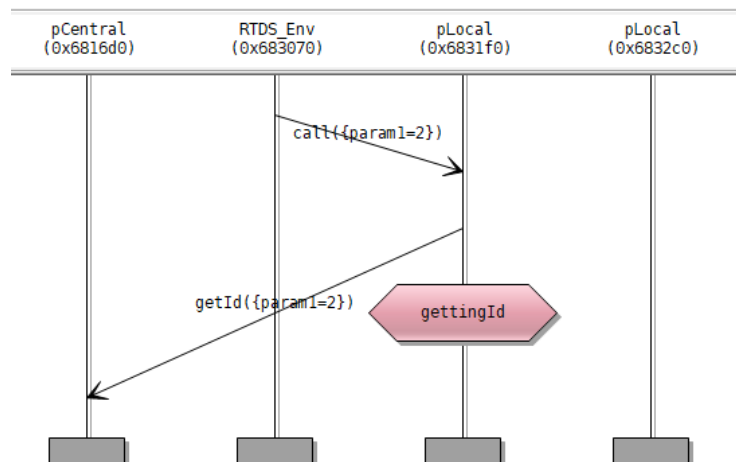 pCentral
(0x6816d0)
RTDS_Env
(0x683070)
pLocal
(0x6831f0)
pLocal
(0x6832c0)
call({param1=2})
getId({param1=2})
gettingId